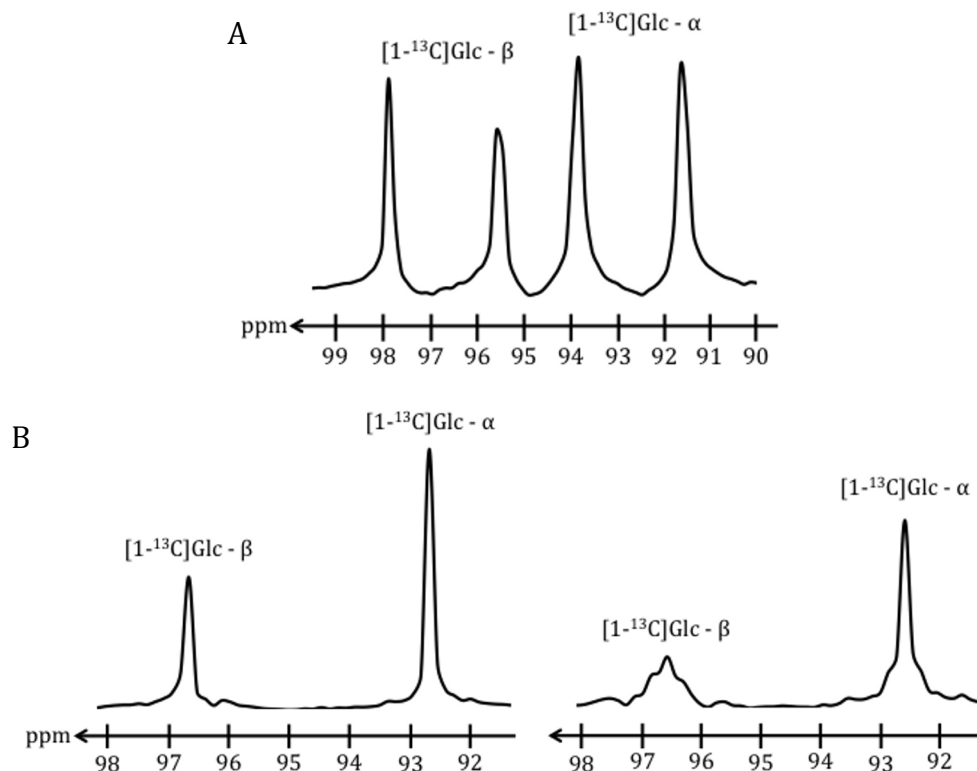 A
[1-¹³C]Glc - β
[1-¹³C]Glc - α
ppm
99 98 97 96 95 94 93 92 91 90
B
[1-¹³C]Glc - β
[1-¹³C]Glc - α
ppm
98 97 96 95 94 93 92
[1-¹³C]Glc - β
[1-¹³C]Glc - α
98 97 96 95 94 93 92